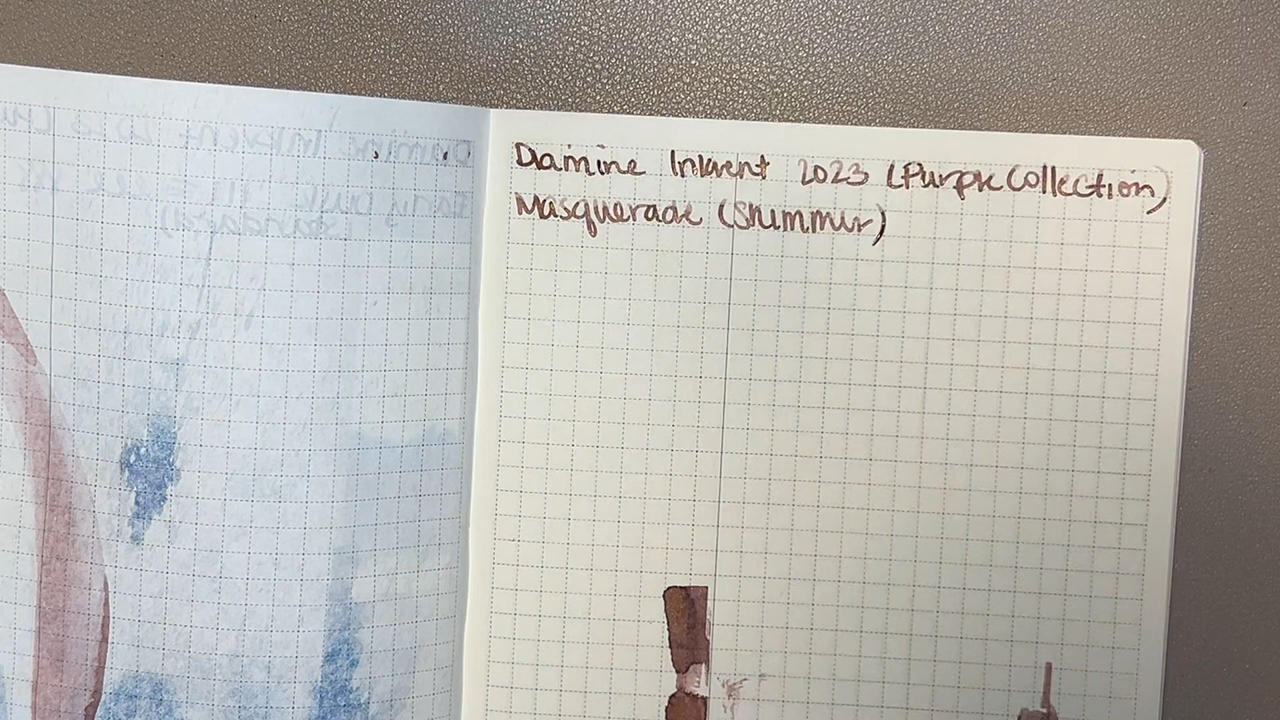 Diamine Inkvent 2023 (Purple Collection)
Masquerade (Shimmer)